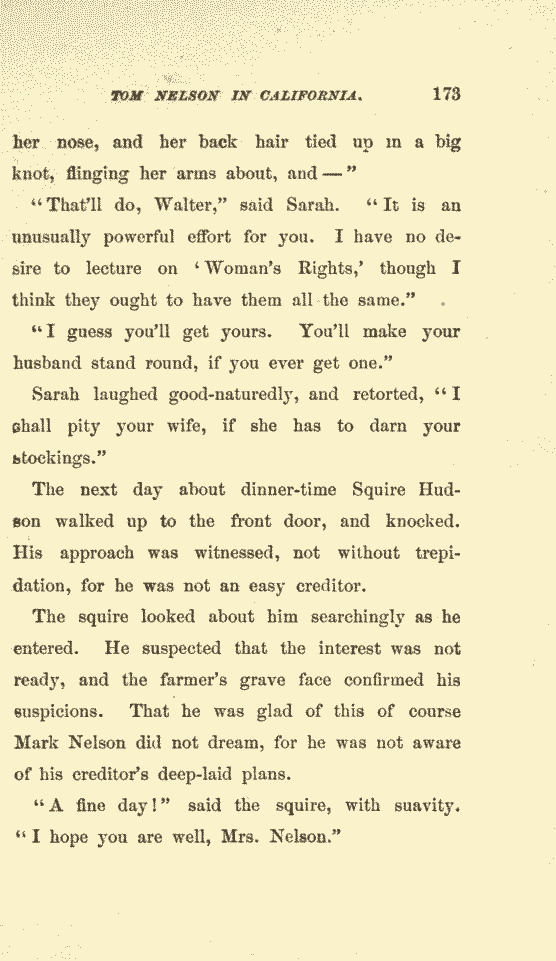 TOM NELSON IN CALIFORNIA. 173
her nose, and her back hair tied up in a big
knot, flinging her arms about, and — ”
“That’ll do, Walter,” said Sarah. “It is an
unusually powerful effort for you. I have no de-
sire to lecture on ‘Woman’s Rights,’ though I
think they ought to have them all the same.”
“I guess you’ll get yours. You’ll make your
husband stand round, if you ever get one.”
Sarah laughed good-naturedly, and retorted, “I
shall pity your wife, if she has to darn your
stockings.”
The next day about dinner-time Squire Hud-
son walked up to the front door, and knocked.
His approach was witnessed, not without trepi-
dation, for he was not an easy creditor.
The squire looked about him searchingly as he
entered. He suspected that the interest was not
ready, and the farmer’s grave face confirmed his
suspicions. That he was glad of this of course
Mark Nelson did not dream, for he was not aware
of his creditor’s deep-laid plans.
“A fine day!” said the squire, with suavity.
“I hope you are well, Mrs. Nelson.”